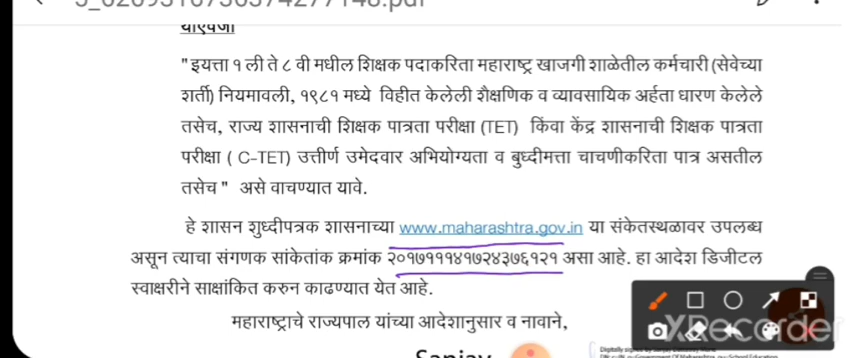 याऐवजी
"इयत्ता १ ली ते ८ वी मधील शिक्षक पदाकरिता महाराष्ट्र खाजगी शाळेतील कर्मचारी (सेवेच्या
शर्ती) नियमावली, १९८१ मध्ये विहीत केलेली शैक्षणिक व व्यावसायिक अर्हता धारण केलेले
तसेच, राज्य शासनाची शिक्षक पात्रता परीक्षा (TET) किंवा केंद्र शासनाची शिक्षक पात्रता
परीक्षा ( C-TET) उत्तीर्ण उमेदवार अभियोग्यता व बुध्दीमत्ता चाचणीकरिता पात्र असतील
तसेच " असे वाचण्यात यावे.
हे शासन शुध्दीपत्रक शासनाच्या www.maharashtra.gov.in या संकेतस्थळावर उपलब्ध
असून त्याचा संगणक सांकेतांक क्रमांक २०१७१११४१७२४३७६१२१ असा आहे. हा आदेश डिजीटल
स्वाक्षरीने साक्षांकित करुन काढण्यात येत आहे.
महाराष्ट्राचे राज्यपाल यांच्या आदेशानुसार व नावाने,
XRecorder
Sanjay